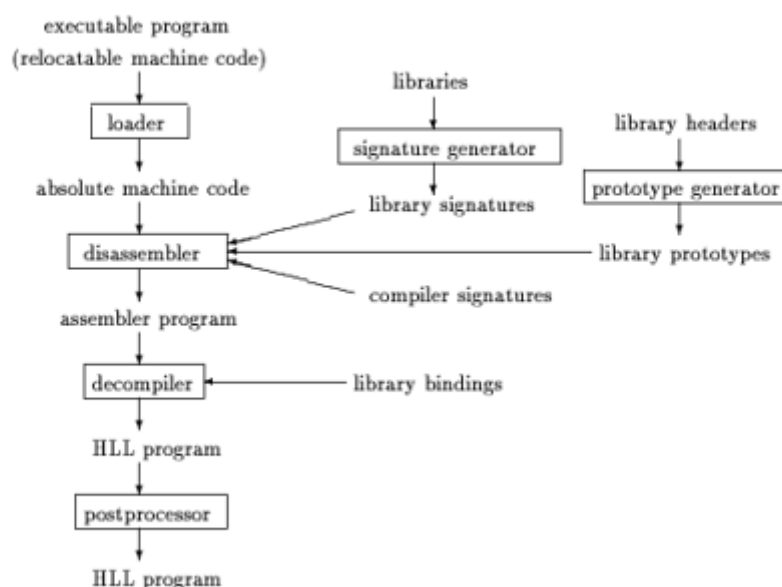 executable program
(relocatable machine code)
loader
absolute machine code
libraries
signature generator
library signatures
library headers
prototype generator
library prototypes
disassembler
compiler signatures
assembler program
decompiler
library bindings
HLL program
postprocessor
HLL program